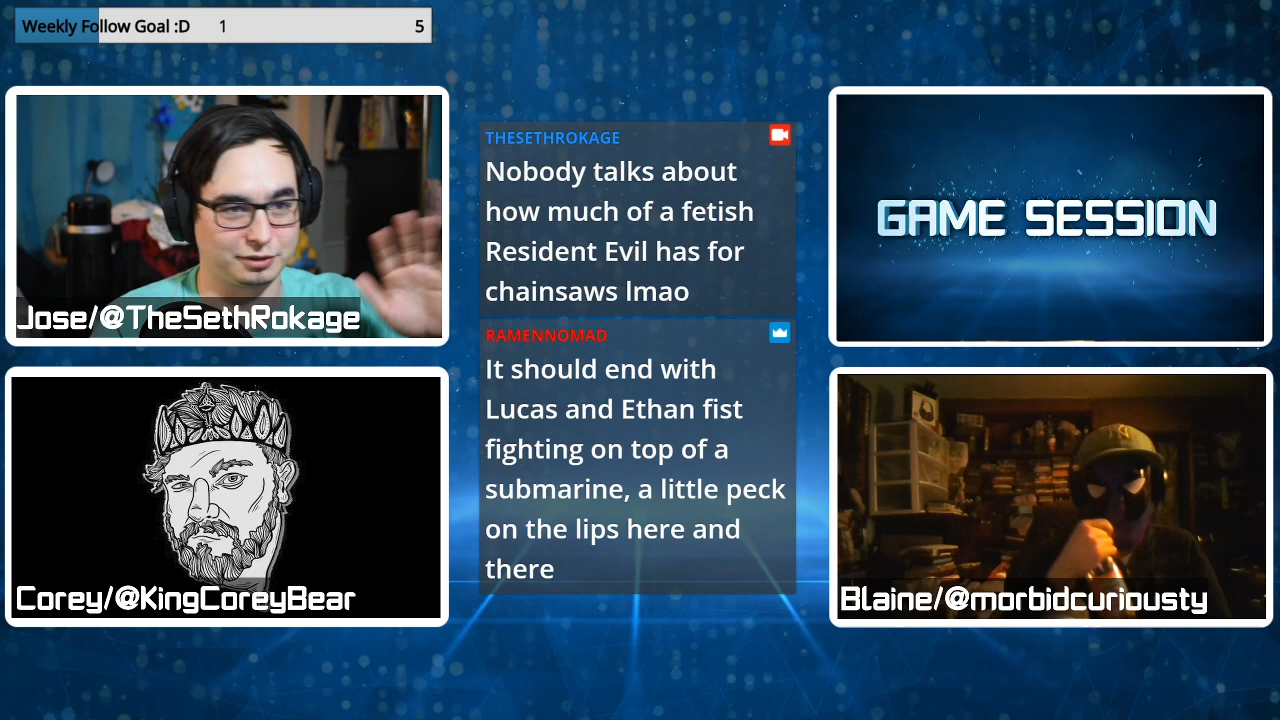 Weekly Follow Goal :D 1 5
THESETHROKAGE
Nobody talks about
how much of a fetish
Resident Evil has for
chainsaws lmao
RAMENNOMAD
It should end with
Lucas and Ethan fist
fighting on top of a
submarine, a little peck
on the lips here and
there
Jose/@TheSethRokage
GAME SESSION
Corey/@KingCoreyBear
Blaine/@morbidcuriousty